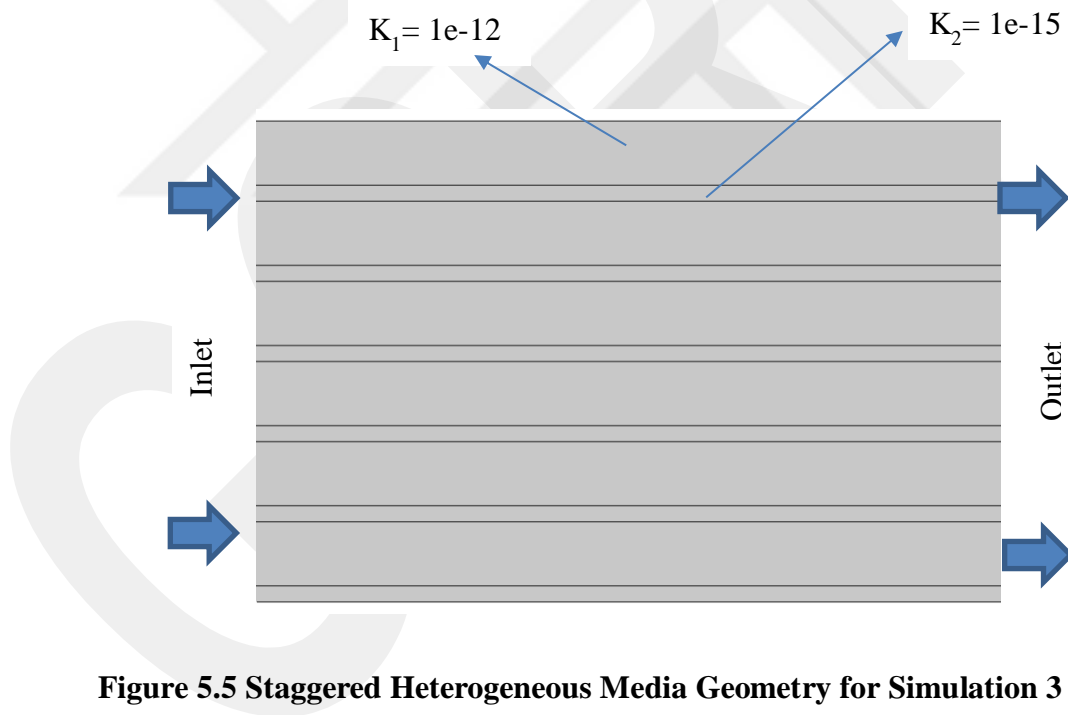 K₁= 1e-12
K₂= 1e-15
Inlet
Outlet
Figure 5.5 Staggered Heterogeneous Media Geometry for Simulation 3